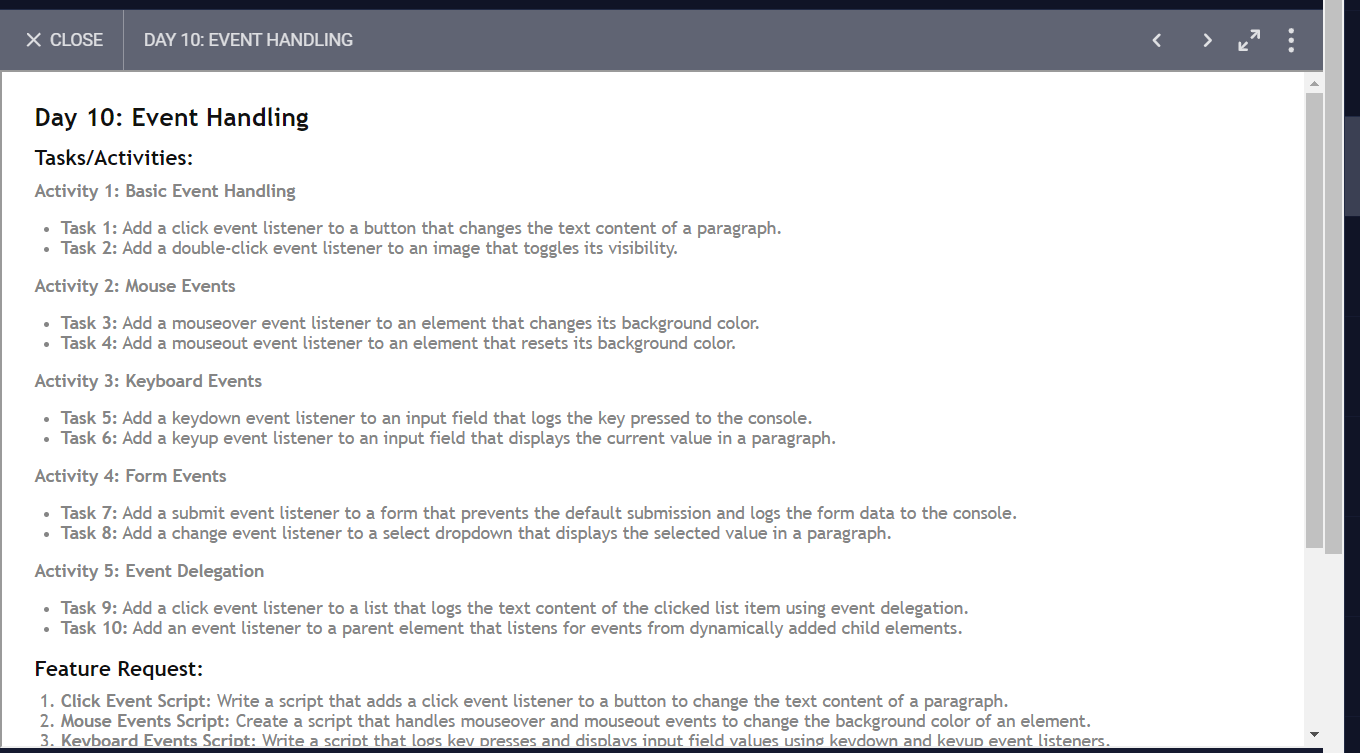 CLOSE DAY 10: EVENT HANDLING
Day 10: Event Handling
Tasks/Activities:
Activity 1: Basic Event Handling
• Task 1: Add a click event listener to a button that changes the text content of a paragraph.
• Task 2: Add a double-click event listener to an image that toggles its visibility.
Activity 2: Mouse Events
• Task 3: Add a mouseover event listener to an element that changes its background color.
• Task 4: Add a mouseout event listener to an element that resets its background color.
Activity 3: Keyboard Events
• Task 5: Add a keydown event listener to an input field that logs the key pressed to the console.
• Task 6: Add a keyup event listener to an input field that displays the current value in a paragraph.
Activity 4: Form Events
• Task 7: Add a submit event listener to a form that prevents the default submission and logs the form data to the console.
• Task 8: Add a change event listener to a select dropdown that displays the selected value in a paragraph.
Activity 5: Event Delegation
• Task 9: Add a click event listener to a list that logs the text content of the clicked list item using event delegation.
• Task 10: Add an event listener to a parent element that listens for events from dynamically added child elements.
Feature Request:
1. Click Event Script: Write a script that adds a click event listener to a button to change the text content of a paragraph.
2. Mouse Events Script: Create a script that handles mouseover and mouseout events to change the background color of an element.
3. Keyboard Events Script: Write a script that logs key presses and displays input field values using keydown and keyup event listeners.